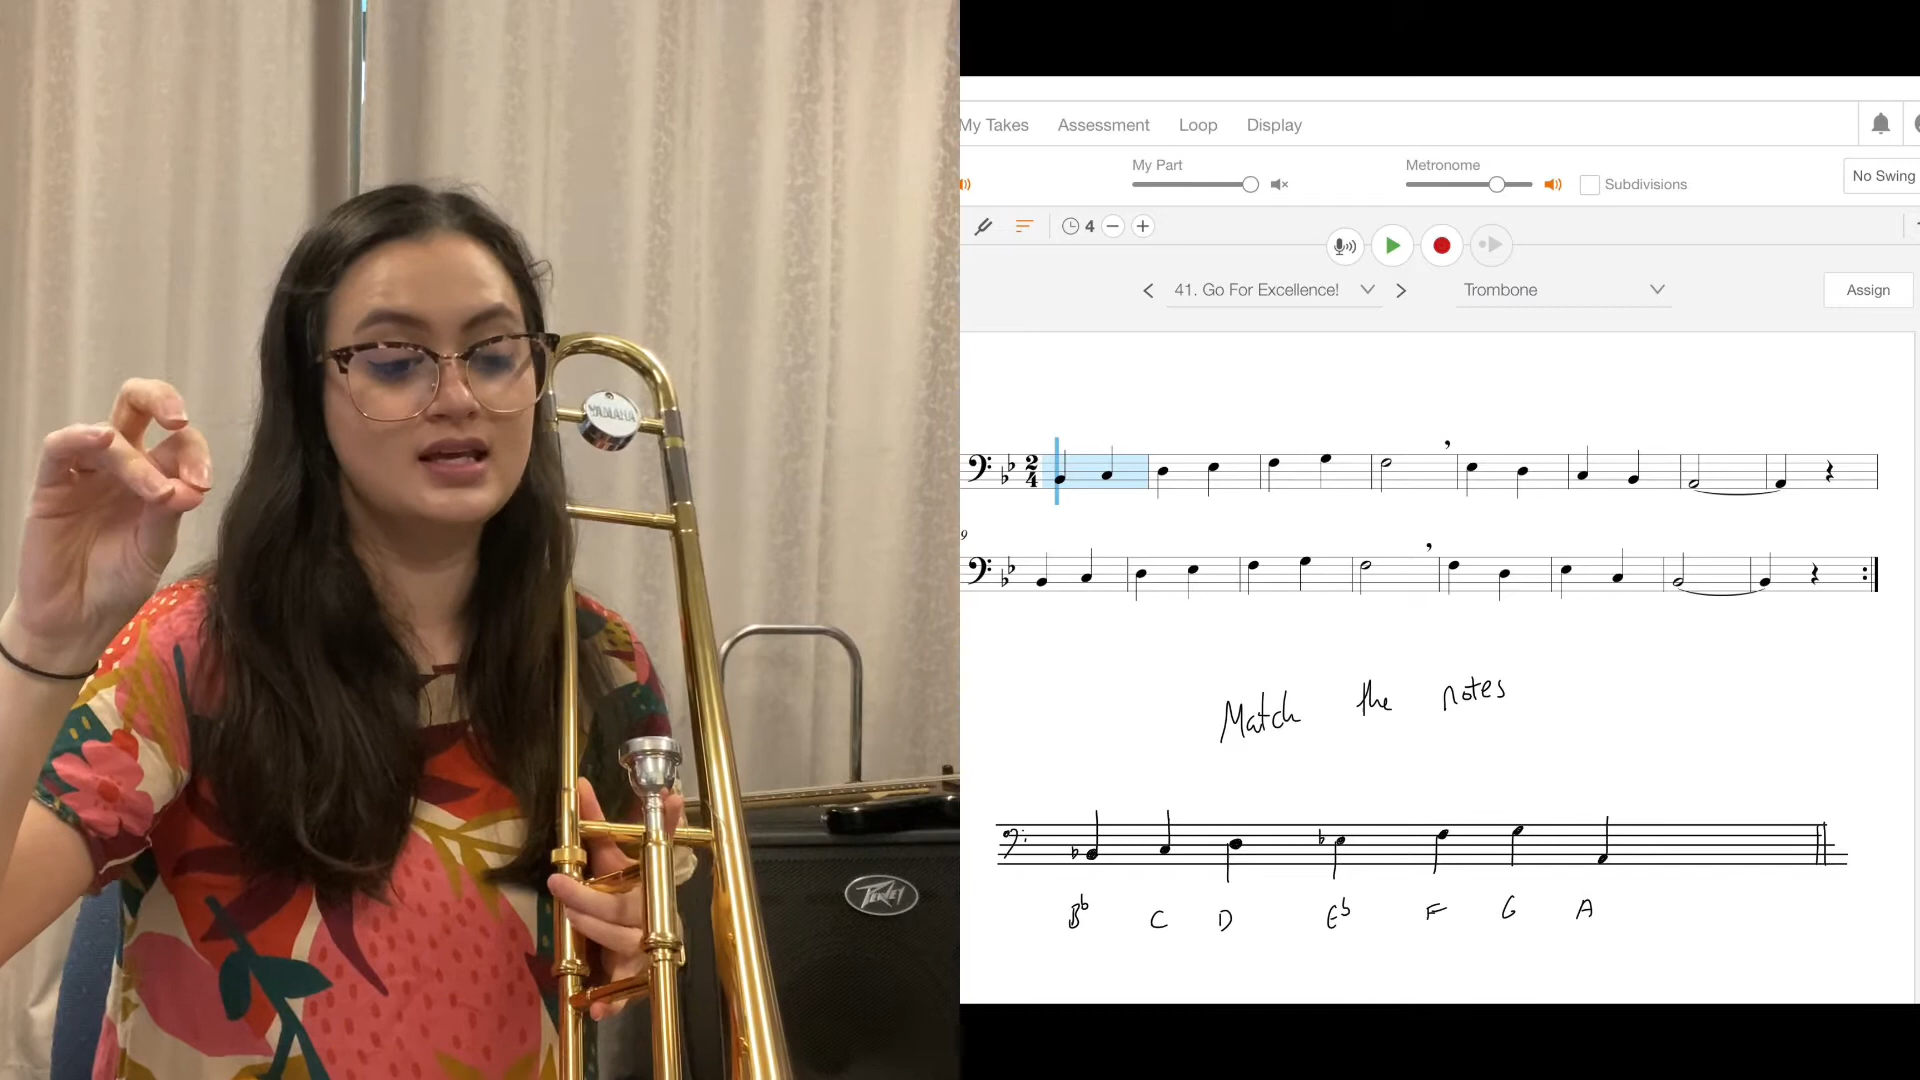 YAMAHA
PEAVEY
My Takes Assessment Loop Display
My Part
Metronome
Subdivisions
No Swing
4
41. Go For Excellence!
Trombone
Assign
2
4
9
Match the notes
B♭ C D E♭ F G A